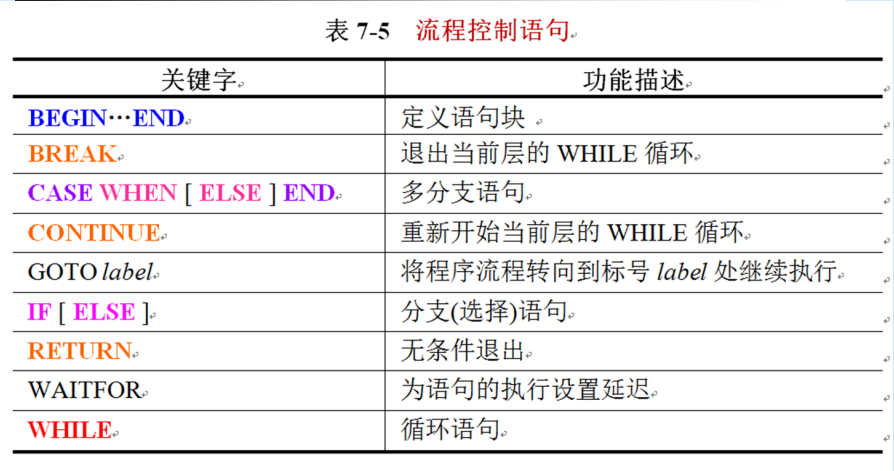 表 7-5 流程控制语句
关键字 功能描述
BEGIN…END 定义语句块
BREAK 退出当前层的 WHILE 循环
CASE WHEN [ ELSE ] END 多分支语句
CONTINUE 重新开始当前层的 WHILE 循环
GOTO label 将程序流程转向到标号 label 处继续执行
IF [ ELSE ] 分支(选择)语句
RETURN 无条件退出
WAITFOR 为语句的执行设置延迟
WHILE 循环语句